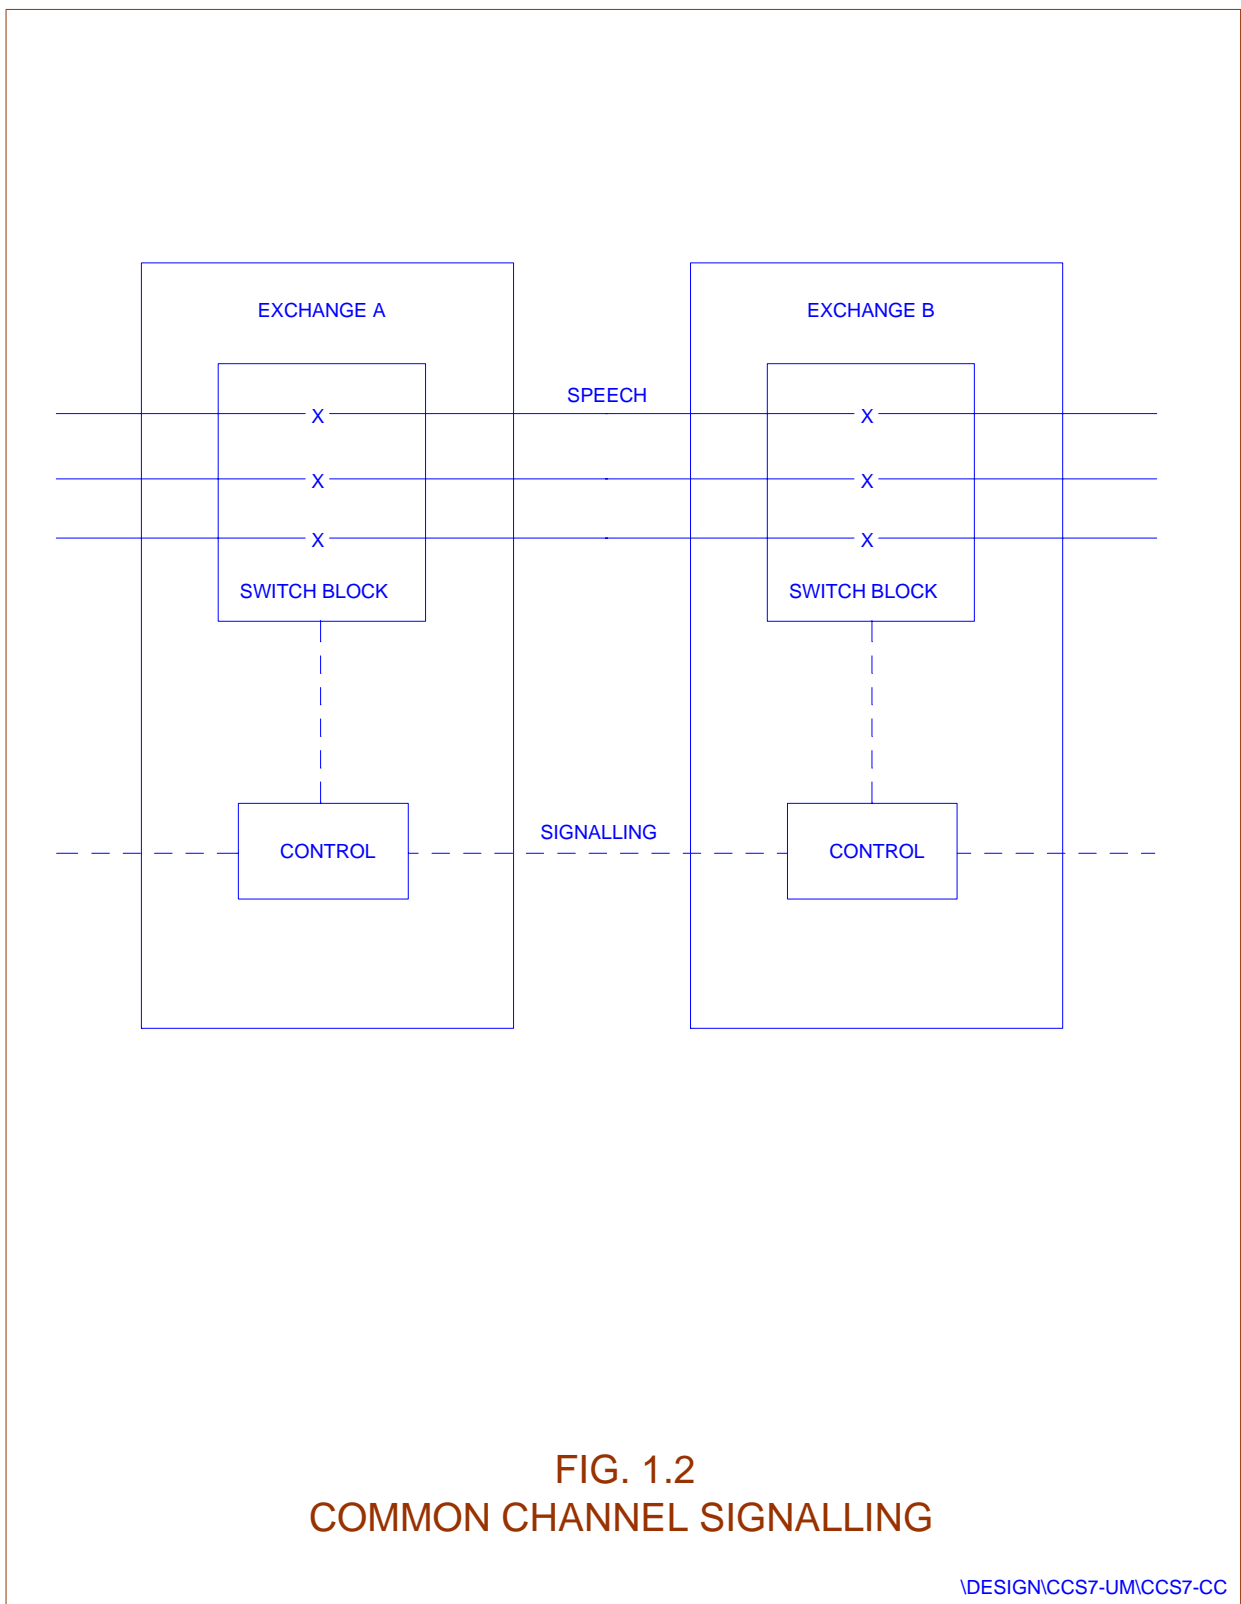 EXCHANGE A
EXCHANGE B
SPEECH
X
X
X
X
X
X
SWITCH BLOCK
SWITCH BLOCK
SIGNALLING
CONTROL
CONTROL
FIG. 1.2
COMMON CHANNEL SIGNALLING
\DESIGN\CCS7-UM\CCS7-CC